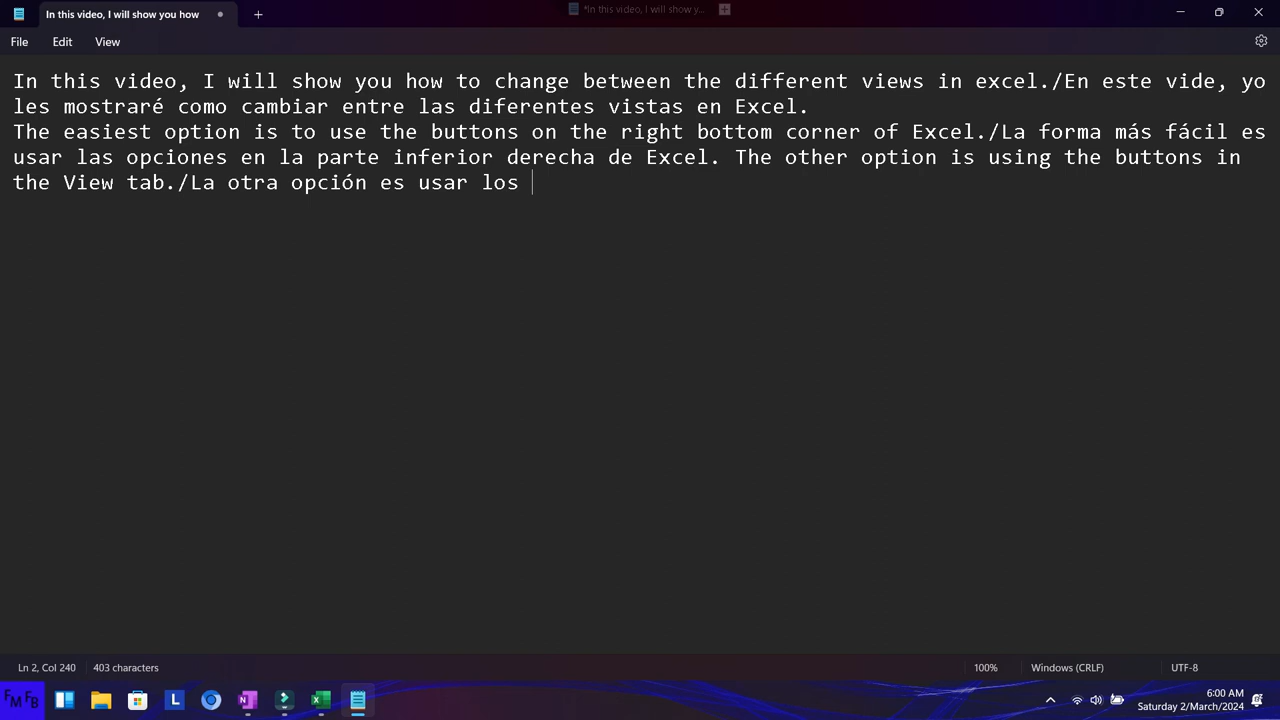 In this video, I will show you how
*In this video, I will show y...
File Edit View
In this video, I will show you how to change between the different views in excel./En este vide, yo
les mostraré como cambiar entre las diferentes vistas en Excel.
The easiest option is to use the buttons on the right bottom corner of Excel./La forma más fácil es
usar las opciones en la parte inferior derecha de Excel. The other option is using the buttons in
the View tab./La otra opción es usar los
Ln 2, Col 240 403 characters 100% Windows (CRLF) UTF-8
FM FB
L
6:00 AM
Saturday 2/March/2024